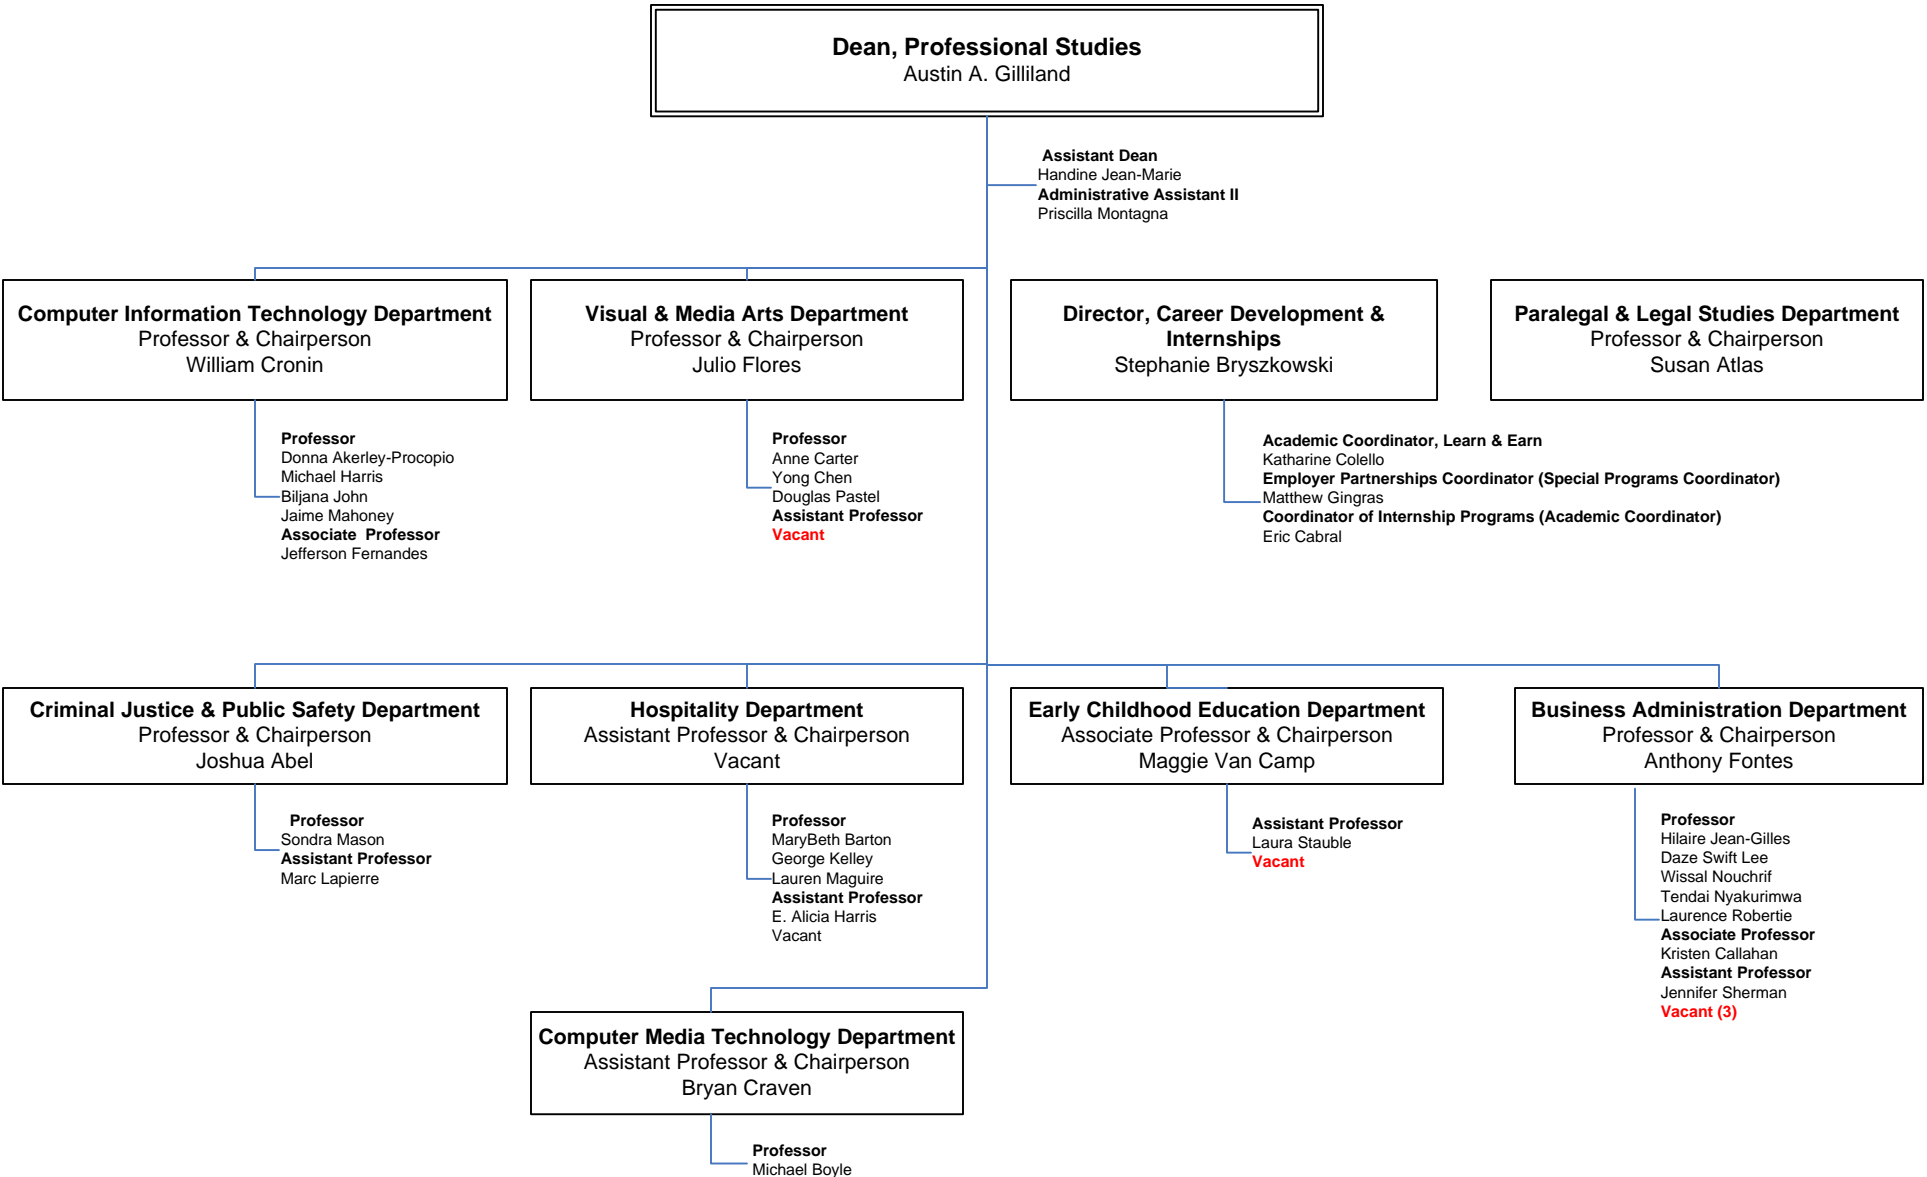 Dean, Professional Studies
Austin A. Gilliland
Assistant Dean
Handine Jean-Marie
Administrative Assistant II
Priscilla Montagna
Computer Information Technology Department
Professor & Chairperson
William Cronin
Visual & Media Arts Department
Professor & Chairperson
Julio Flores
Director, Career Development &
Internships
Stephanie Bryszkowski
Paralegal & Legal Studies Department
Professor & Chairperson
Susan Atlas
Professor
Donna Akerley-Procopio
Michael Harris
Biljana John
Jaime Mahoney
Associate Professor
Jefferson Fernandes
Professor
Anne Carter
Yong Chen
Douglas Pastel
Assistant Professor
Vacant
Academic Coordinator, Learn & Earn
Katharine Colello
Employer Partnerships Coordinator (Special Programs Coordinator)
Matthew Gingras
Coordinator of Internship Programs (Academic Coordinator)
Eric Cabral
Criminal Justice & Public Safety Department
Professor & Chairperson
Joshua Abel
Hospitality Department
Assistant Professor & Chairperson
Vacant
Early Childhood Education Department
Associate Professor & Chairperson
Maggie Van Camp
Business Administration Department
Professor & Chairperson
Anthony Fontes
Professor
Sondra Mason
Assistant Professor
Marc Lapierre
Professor
MaryBeth Barton
George Kelley
Lauren Maguire
Assistant Professor
E. Alicia Harris
Vacant
Assistant Professor
Laura Stauble
Vacant
Professor
Hilaire Jean-Gilles
Daze Swift Lee
Wissal Nouchrif
Tendai Nyakurimwa
Laurence Robertie
Associate Professor
Kristen Callahan
Assistant Professor
Jennifer Sherman
Vacant (3)
Computer Media Technology Department
Assistant Professor & Chairperson
Bryan Craven
Professor
Michael Boyle